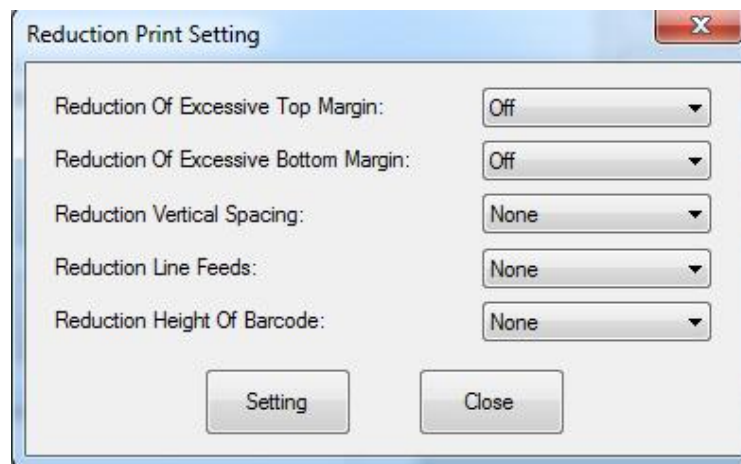 Reduction Print Setting
Reduction Of Excessive Top Margin: Off
Reduction Of Excessive Bottom Margin: Off
Reduction Vertical Spacing: None
Reduction Line Feeds: None
Reduction Height Of Barcode: None
Setting Close